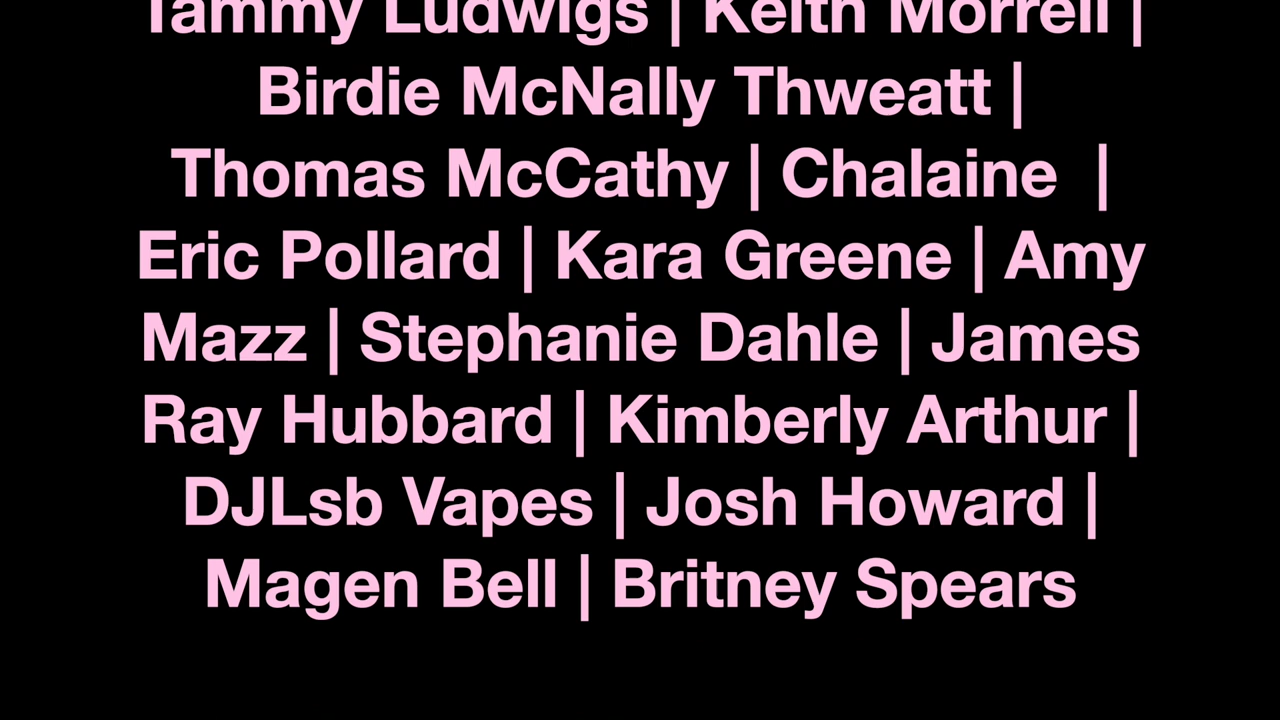 Tammy Ludwigs | Keith Morrell |
Birdie McNally Thweatt |
Thomas McCathy | Chalaine |
Eric Pollard | Kara Greene | Amy
Mazz | Stephanie Dahle | James
Ray Hubbard | Kimberly Arthur |
DJLsb Vapes | Josh Howard |
Magen Bell | Britney Spears